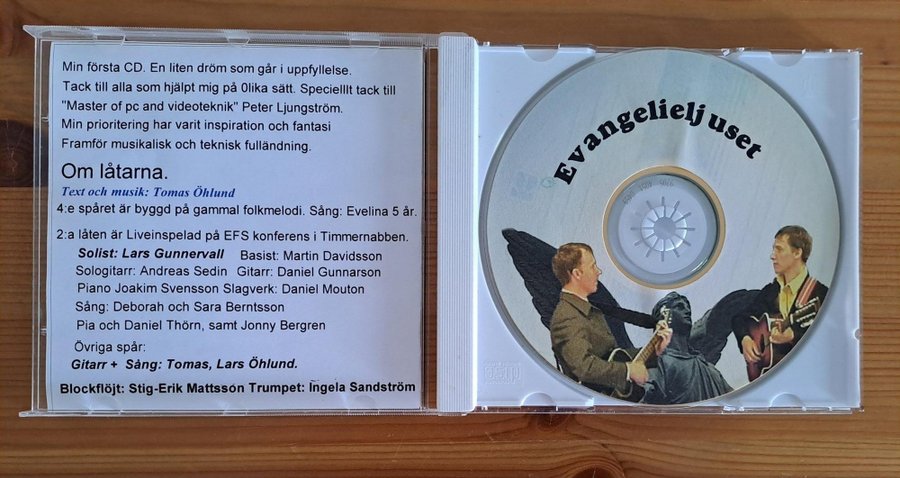 Min första CD. En liten dröm som går i uppfyllelse.
Tack till alla som hjälpt mig på 0lika sätt. SpeciellIt tack till
"Master of pc and videoteknik" Peter Ljungström.
Min prioritering har varit inspiration och fantasi
Framför musikalisk och teknisk fulländning.
Om låtarna.
Text och musik: Tomas Öhlund
4:e spåret är byggd på gammal folkmelodi. Sång: Evelina 5 år.
2:a låten är Liveinspelad på EFS konferens i Timmernabben.
Solist: Lars Gunnervall Basist: Martin Davidsson
Sologitarr: Andreas Sedin Gitarr: Daniel Gunnarson
Piano Joakim Svensson Slagverk: Daniel Mouton
Sång: Deborah och Sara Berntsson
Pia och Daniel Thörn, samt Jonny Bergren
Övriga spår:
Gitarr + Sång: Tomas, Lars Öhlund.
Blockflöjt: Stig-Erik Mattsson Trumpet: Ingela Sandström
Evangelielj uset